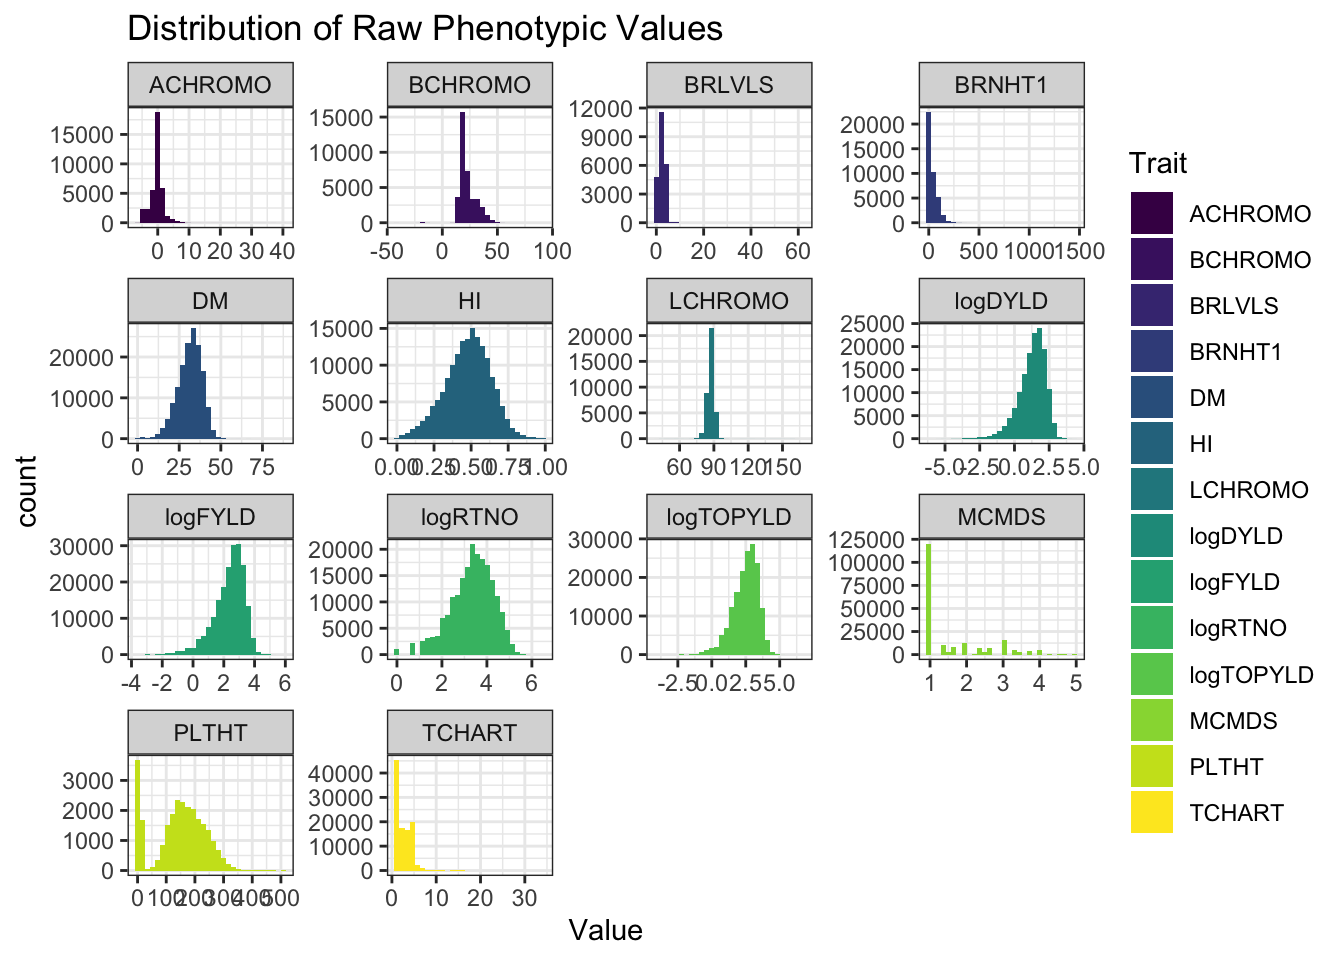 Distribution of Raw Phenotypic Values
ACHROMO
BCHROMO
BRLVLS
BRNHT1
15000
10000
5000
0
15000
10000
5000
0
12000
9000
6000
3000
0
20000
15000
10000
5000
0
0 10 20 30 40
-50 0 50 100
0 20 40 60
0 500 1000 1500
DM
HI
LCHROMO
logDYLD
20000
10000
0
15000
10000
5000
0
20000
15000
10000
5000
0
25000
20000
15000
10000
5000
0
0 25 50 75
0.00 0.25 0.50 0.75 1.00
60 90 120 150
-5.0 -2.5 0.0 2.5 5.0
logFYLD
logRTNO
logTOPYLD
MCMDS
30000
20000
10000
0
20000
15000
10000
5000
0
30000
20000
10000
0
125000
100000
75000
50000
25000
0
-4 -2 0 2 4 6
0 2 4 6
-2.5 0.0 2.5 5.0
1 2 3 4 5
PLTHT
TCHART
3000
2000
1000
0
40000
30000
20000
10000
0
0 100 200 300 400 500
0 10 20 30
count
Value
Trait
ACHROMO
BCHROMO
BRLVLS
BRNHT1
DM
HI
LCHROMO
logDYLD
logFYLD
logRTNO
logTOPYLD
MCMDS
PLTHT
TCHART